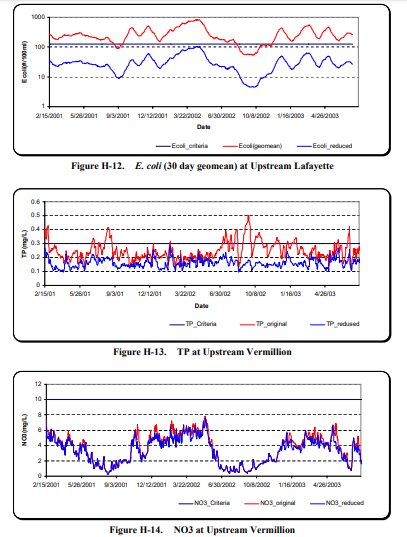 1000
100
10
1
E coli(#/100ml)
2/15/2001 5/26/2001 9/3/2001 12/12/2001 3/22/2002 6/30/2002 10/8/2002 1/16/2003 4/26/2003
Date
Ecoli_criteria Ecoli(geomean) Ecoli_reduced
Figure H-12. E. coli (30 day geomean) at Upstream Lafayette
0.6
0.5
0.4
0.3
0.2
0.1
0
TP(mg/L)
2/15/01 5/26/01 9/3/01 12/12/01 3/22/02 6/30/02 10/8/02 1/16/03 4/26/03
Date
TP_Criteria TP_original TP_redused
Figure H-13. TP at Upstream Vermillion
12
10
8
6
4
2
0
NO3(mg/L)
2/15/2001 5/26/2001 9/3/2001 12/12/2001 3/22/2002 6/30/2002 10/8/2002 1/16/2003 4/26/2003
NO3_Criteria NO3_original NO3_reduced
Figure H-14. NO3 at Upstream Vermillion